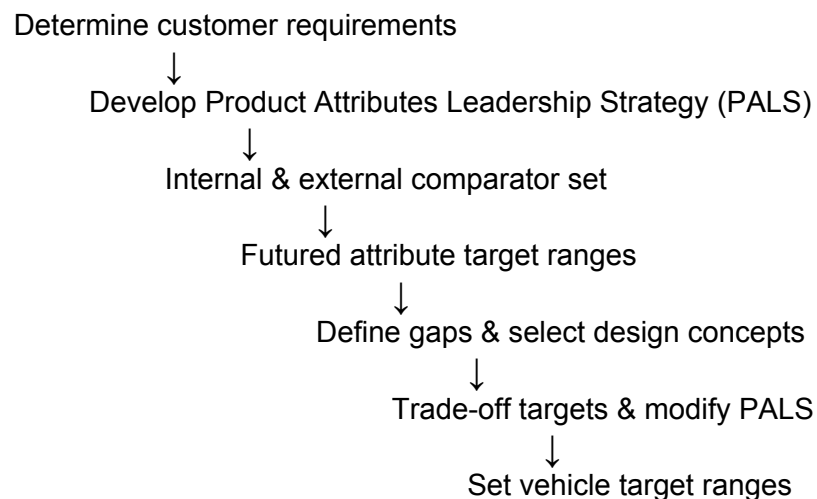 Determine customer requirements
↓
Develop Product Attributes Leadership Strategy (PALS)
↓
Internal & external comparator set
↓
Futured attribute target ranges
↓
Define gaps & select design concepts
↓
Trade-off targets & modify PALS
↓
Set vehicle target ranges